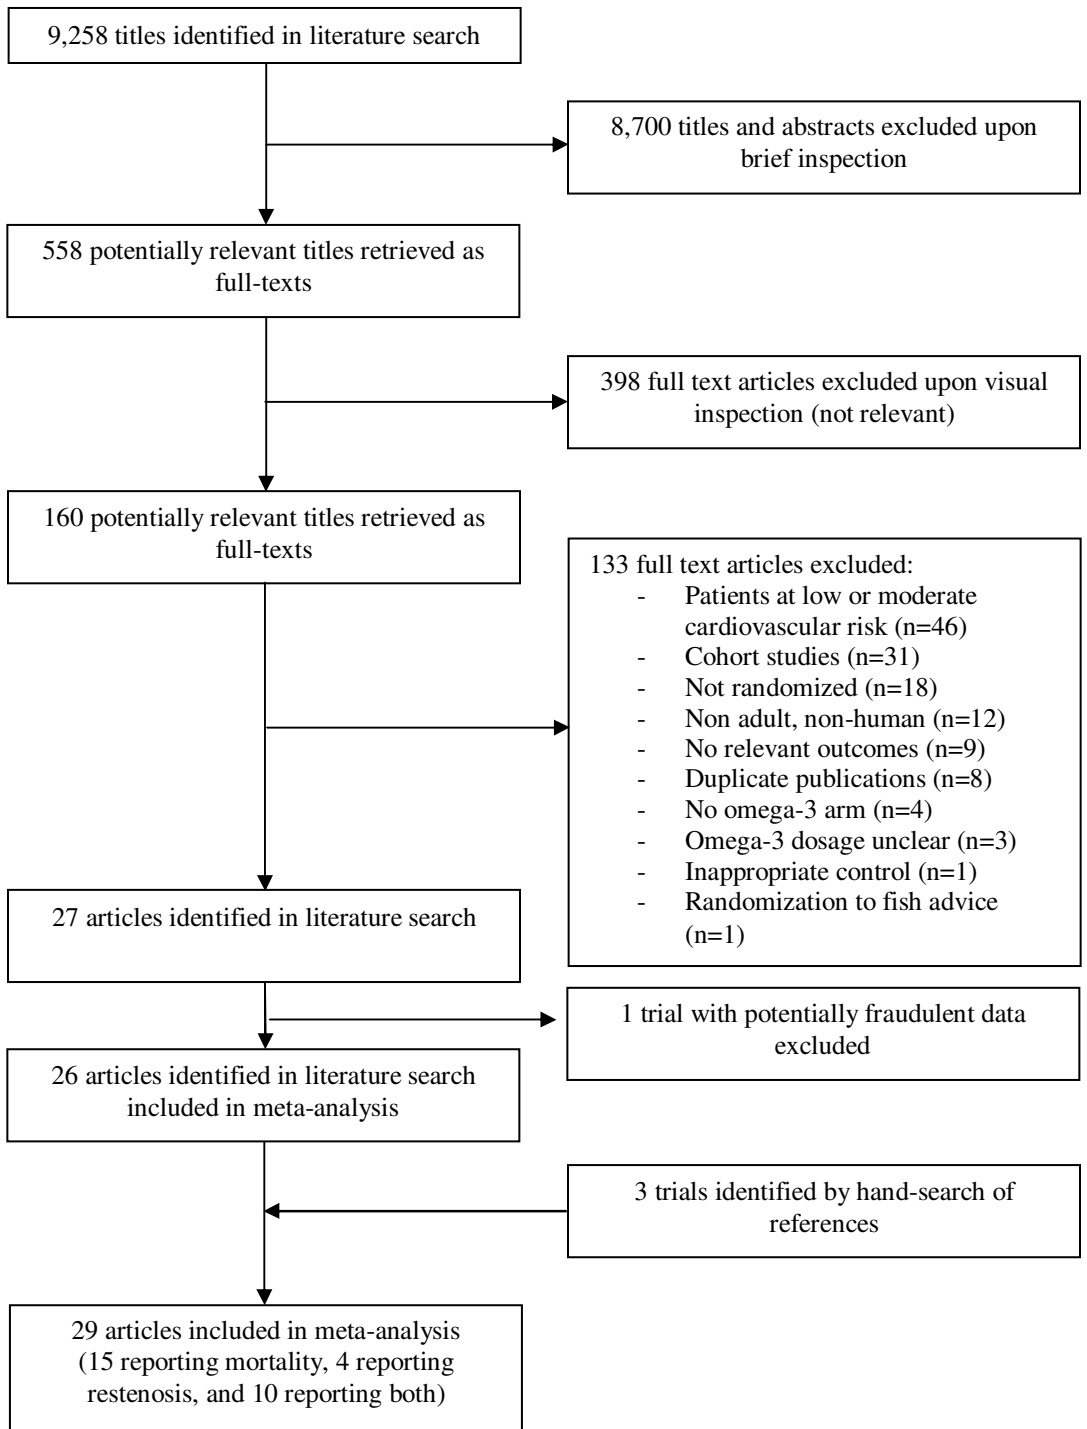 9,258 titles identified in literature search
8,700 titles and abstracts excluded upon
brief inspection
558 potentially relevant titles retrieved as
full-texts
398 full text articles excluded upon visual
inspection (not relevant)
160 potentially relevant titles retrieved as
full-texts
133 full text articles excluded:
- Patients at low or moderate
cardiovascular risk (n=46)
- Cohort studies (n=31)
- Not randomized (n=18)
- Non adult, non-human (n=12)
- No relevant outcomes (n=9)
- Duplicate publications (n=8)
- No omega-3 arm (n=4)
- Omega-3 dosage unclear (n=3)
- Inappropriate control (n=1)
- Randomization to fish advice
(n=1)
27 articles identified in literature search
1 trial with potentially fraudulent data
excluded
26 articles identified in literature search
included in meta-analysis
3 trials identified by hand-search of
references
29 articles included in meta-analysis
(15 reporting mortality, 4 reporting
restenosis, and 10 reporting both)